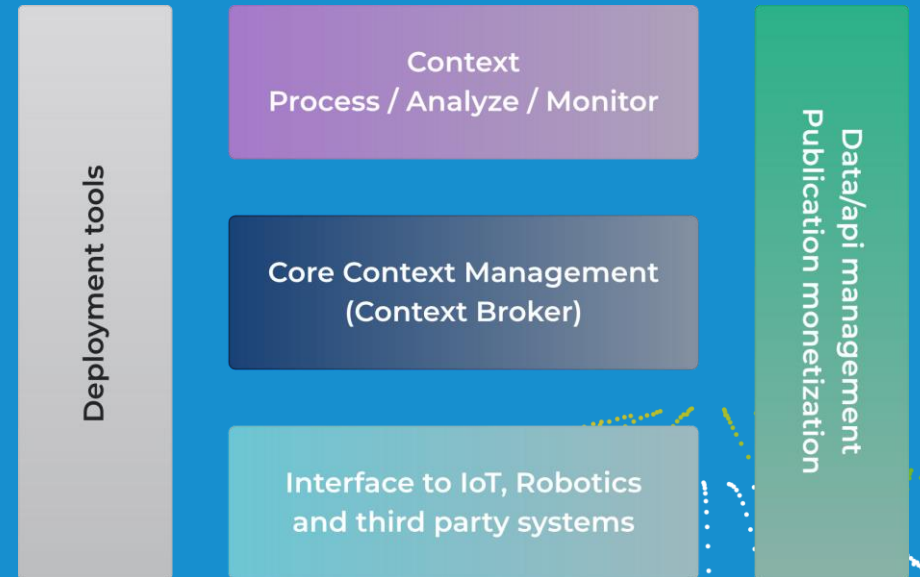 Deployment tools
Context
Process / Analyze / Monitor
Core Context Management
(Context Broker)
Interface to IoT, Robotics
and third party systems
Data/api management
Publication monetization